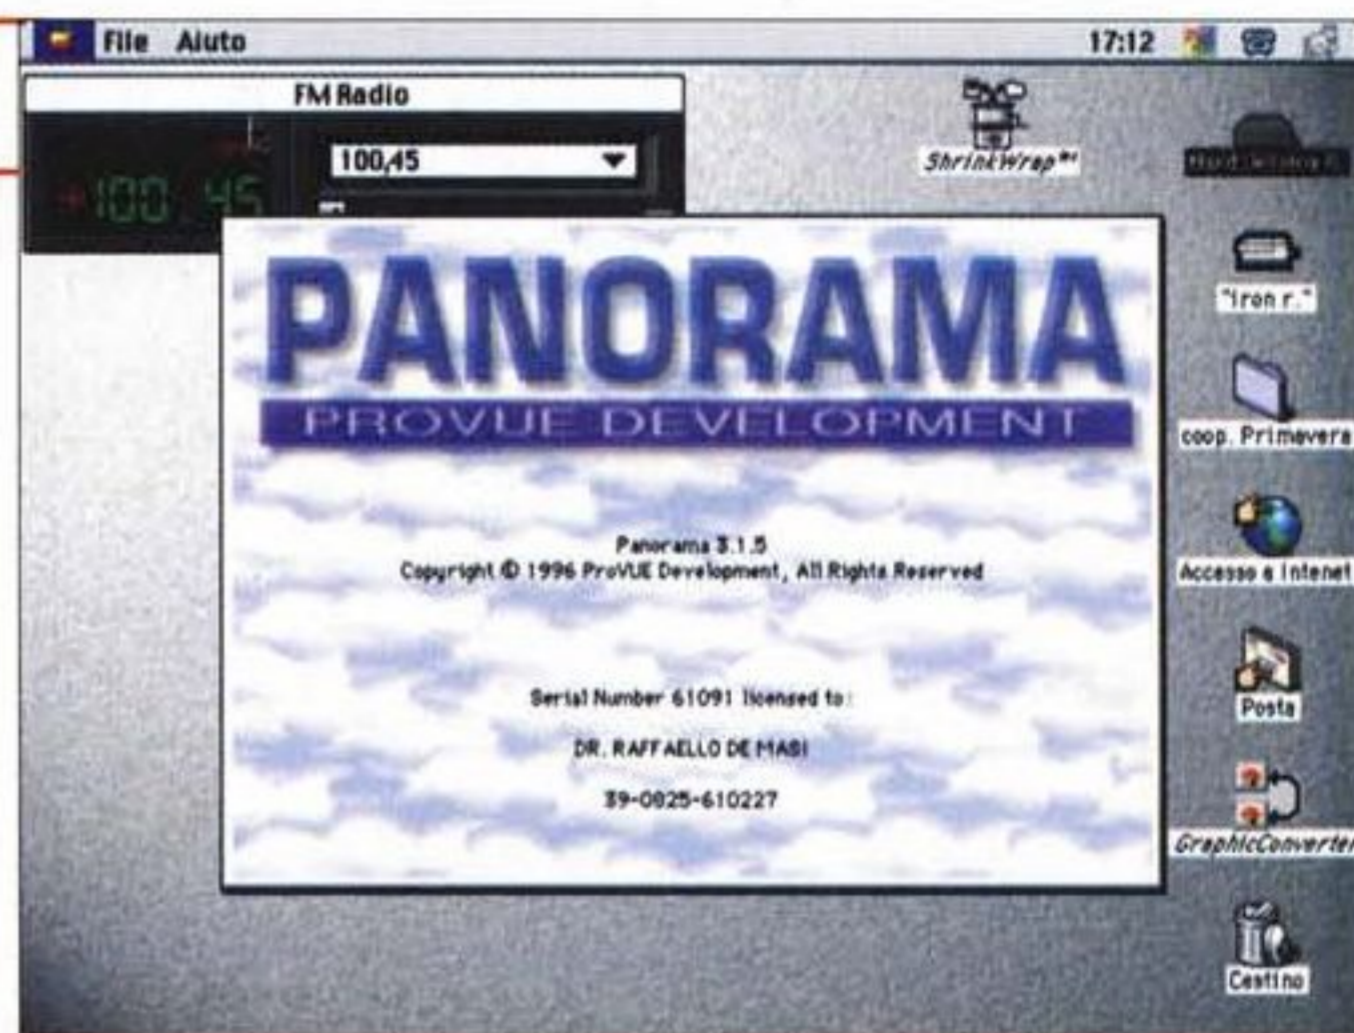 File Aiuto 17:12
FM Radio
100,45
100 45
ShrinkWrap™
"iron r."
PANORAMA
PROVUE DEVELOPMENT
coop. Primavera
Panorama 3.1.5
Copyright © 1996 ProVUE Development, All Rights Reserved
Accesso a Intenet
Serial Number 61091 licensed to:
DR. RAFFAELLO DE MASI
39-0825-610227
Posta
GraphicConverter
Cestino